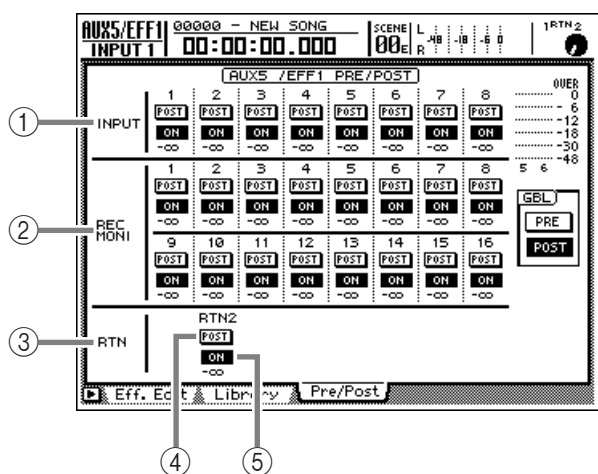 AUX5/EFF1 00000 - NEW SONG SCENE L -48 -18 -6 0 1RTN2
INPUT 1 00:00:00.000 00E R
AUX5 /EFF1 PRE/POST
OVER
0
-6
-12
-18
-30
-48
5 6
① INPUT
1 2 3 4 5 6 7 8
POST POST POST POST POST POST POST POST
ON ON ON ON ON ON ON ON
-∞ -∞ -∞ -∞ -∞ -∞ -∞ -∞
② REC MONI
1 2 3 4 5 6 7 8
POST POST POST POST POST POST POST POST
ON ON ON ON ON ON ON ON
-∞ -∞ -∞ -∞ -∞ -∞ -∞ -∞
9 10 11 12 13 14 15 16
POST POST POST POST POST POST POST POST
ON ON ON ON ON ON ON ON
-∞ -∞ -∞ -∞ -∞ -∞ -∞ -∞
GBL
PRE
POST
③ RTN
RTN2
POST
ON
-∞
Eff. Edit Library Pre/Post
④ ⑤